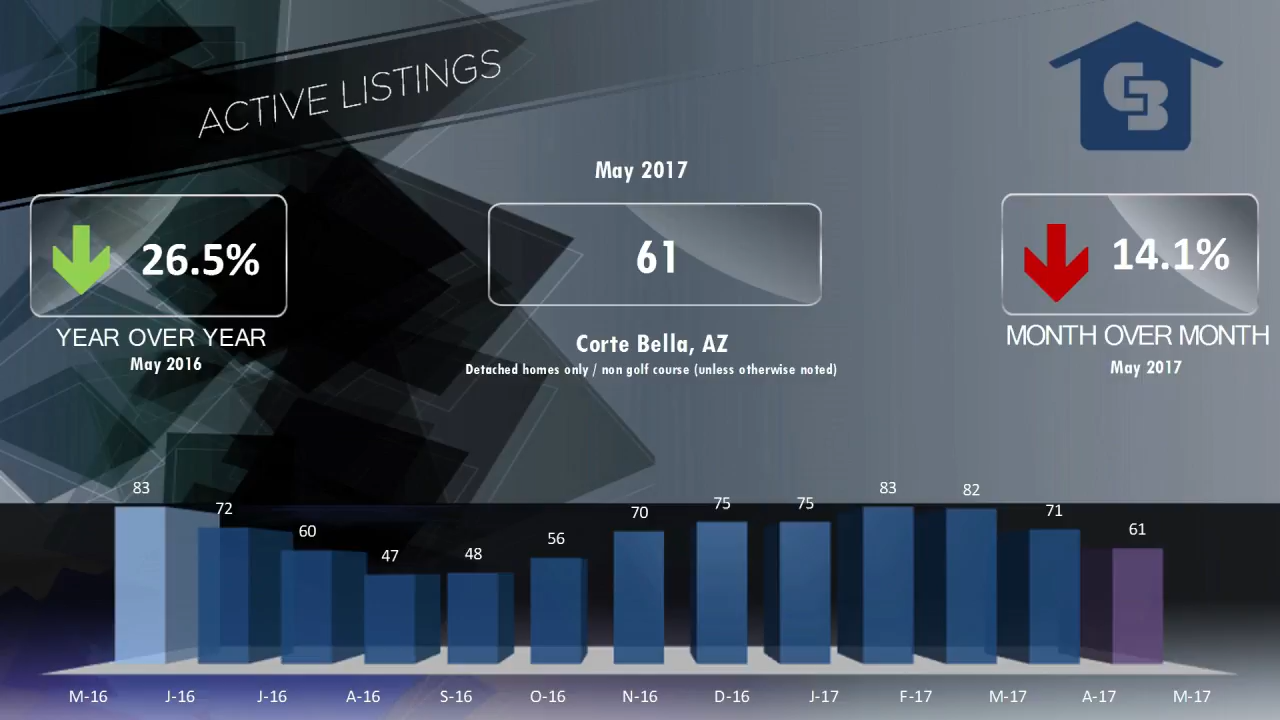 ACTIVE LISTINGS
CB
May 2017
26.5%
61
14.1%
YEAR OVER YEAR
May 2016
Corte Bella, AZ
Detached homes only / non golf course (unless otherwise noted)
MONTH OVER MONTH
May 2017
83 72 60 47 48 56 70 75 75 83 82 71 61
M-16 J-16 J-16 A-16 S-16 O-16 N-16 D-16 J-17 F-17 M-17 A-17 M-17